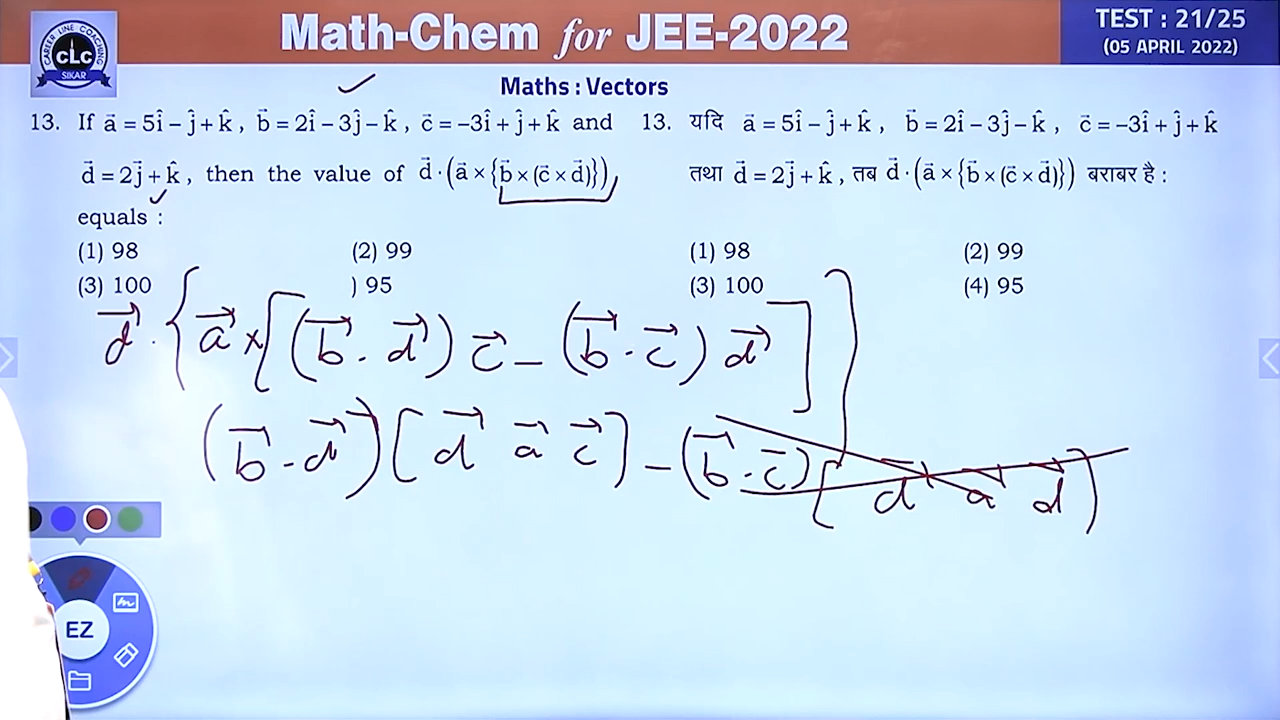 CAREER LINE COACHING
CLC
SIKAR
Math-Chem for JEE-2022
TEST : 21/25
(05 APRIL 2022)
Maths : Vectors
13. If a⃗ = 5î − ĵ + k̂ , b⃗ = 2î − 3ĵ − k̂ , c⃗ = −3î + ĵ + k̂ and
d⃗ = 2j⃗ + k̂ , then the value of d⃗ · (a⃗ × {b⃗ × (c⃗ × d⃗)})
equals :
(1) 98 (2) 99
(3) 100 ) 95
13. यदि a⃗ = 5î − ĵ + k̂ , b⃗ = 2î − 3ĵ − k̂ , c⃗ = −3î + ĵ + k̂
तथा d⃗ = 2j⃗ + k̂ , तब d⃗ · (a⃗ × {b⃗ × (c⃗ × d⃗)}) बराबर है :
(1) 98 (2) 99
(3) 100 (4) 95
d⃗ · { a⃗ × [ (b⃗ · d⃗) c⃗ − (b⃗ · c⃗) d⃗ ] }
(b⃗ · d⃗) [ d⃗ a⃗ c⃗ ] − (b⃗ · c⃗) [ d⃗ a⃗ d⃗ )
EZ